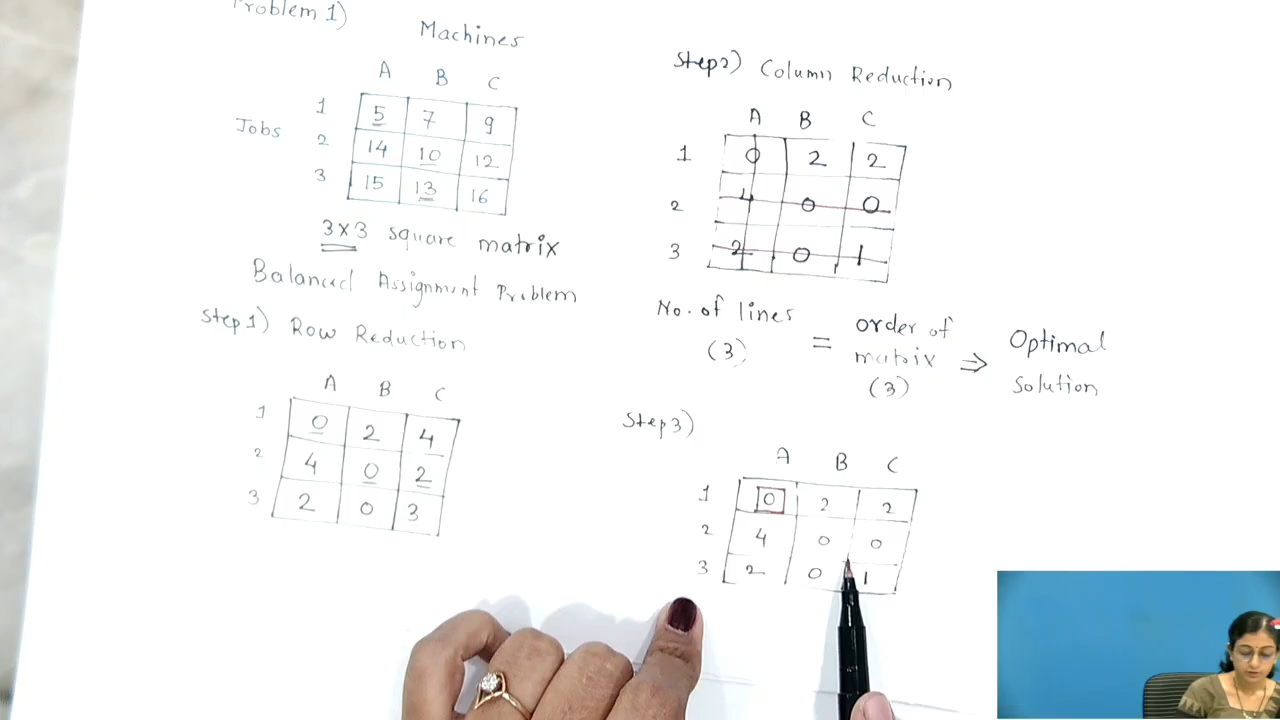 Problem 1)
Machines
A B C
1 5 7 9
Jobs 2 14 10 12
3 15 13 16
3x3 square matrix
Balanced Assignment Problem
Step 1) Row Reduction
A B C
1 0 2 4
2 4 0 2
3 2 0 3
Step 2) Column Reduction
A B C
1 0 2 2
2 4 0 0
3 2 0 1
No. of lines = order of matrix ⇒ Optimal solution
(3) (3)
Step 3)
A B C
1 0 2 2
2 4 0 0
3 2 0 1